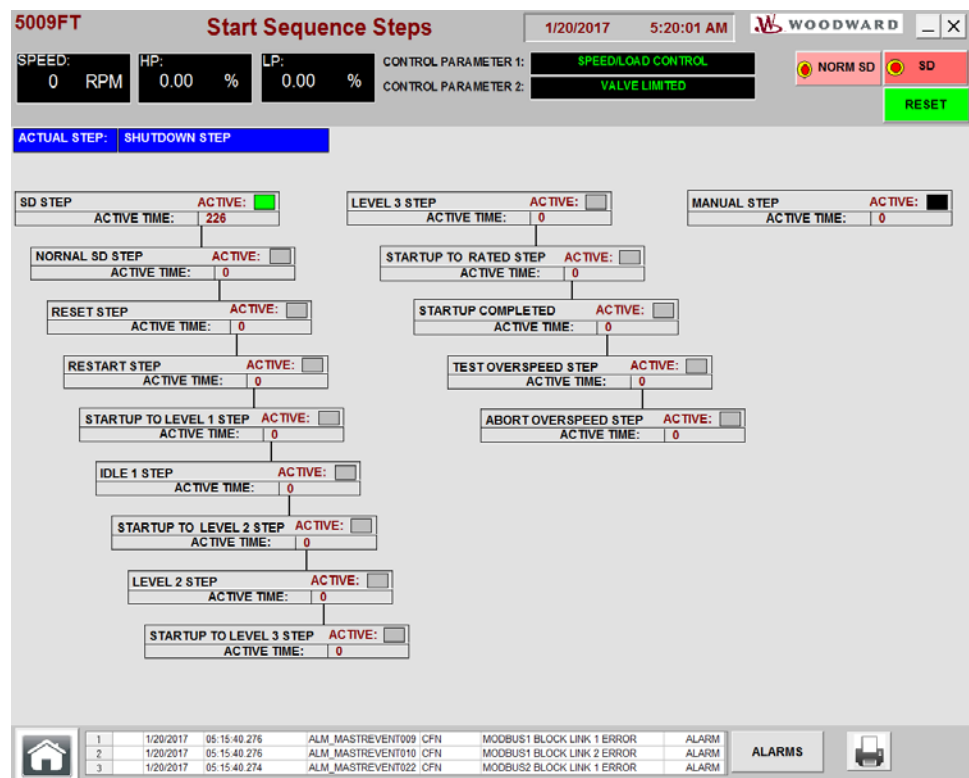 5009FT Start Sequence Steps 1/20/2017 5:20:01 AM WOODWARD
SPEED: HP: LP: CONTROL PARAMETER 1: SPEED/LOAD CONTROL
0 RPM 0.00 % 0.00 % CONTROL PARAMETER 2: VALVE LIMITED
NORM SD SD
RESET
ACTUAL STEP: SHUTDOWN STEP
SD STEP ACTIVE:
ACTIVE TIME: 226
NORNAL SD STEP ACTIVE:
ACTIVE TIME: 0
RESET STEP ACTIVE:
ACTIVE TIME: 0
RESTART STEP ACTIVE:
ACTIVE TIME: 0
STARTUP TO LEVEL 1 STEP ACTIVE:
ACTIVE TIME: 0
IDLE 1 STEP ACTIVE:
ACTIVE TIME: 0
STARTUP TO LEVEL 2 STEP ACTIVE:
ACTIVE TIME: 0
LEVEL 2 STEP ACTIVE:
ACTIVE TIME: 0
STARTUP TO LEVEL 3 STEP ACTIVE:
ACTIVE TIME: 0
LEVEL 3 STEP ACTIVE:
ACTIVE TIME: 0
STARTUP TO RATED STEP ACTIVE:
ACTIVE TIME: 0
STARTUP COMPLETED ACTIVE:
ACTIVE TIME: 0
TEST OVERSPEED STEP ACTIVE:
ACTIVE TIME: 0
ABORT OVERSPEED STEP ACTIVE:
ACTIVE TIME: 0
MANUAL STEP ACTIVE:
ACTIVE TIME: 0
1 1/20/2017 05:15:40.276 ALM_MASTREVENT009 CFN MODBUS1 BLOCK LINK 1 ERROR ALARM
2 1/20/2017 05:15:40.276 ALM_MASTREVENT010 CFN MODBUS1 BLOCK LINK 2 ERROR ALARM
3 1/20/2017 05:15:40.274 ALM_MASTREVENT022 CFN MODBUS2 BLOCK LINK 1 ERROR ALARM
ALARMS